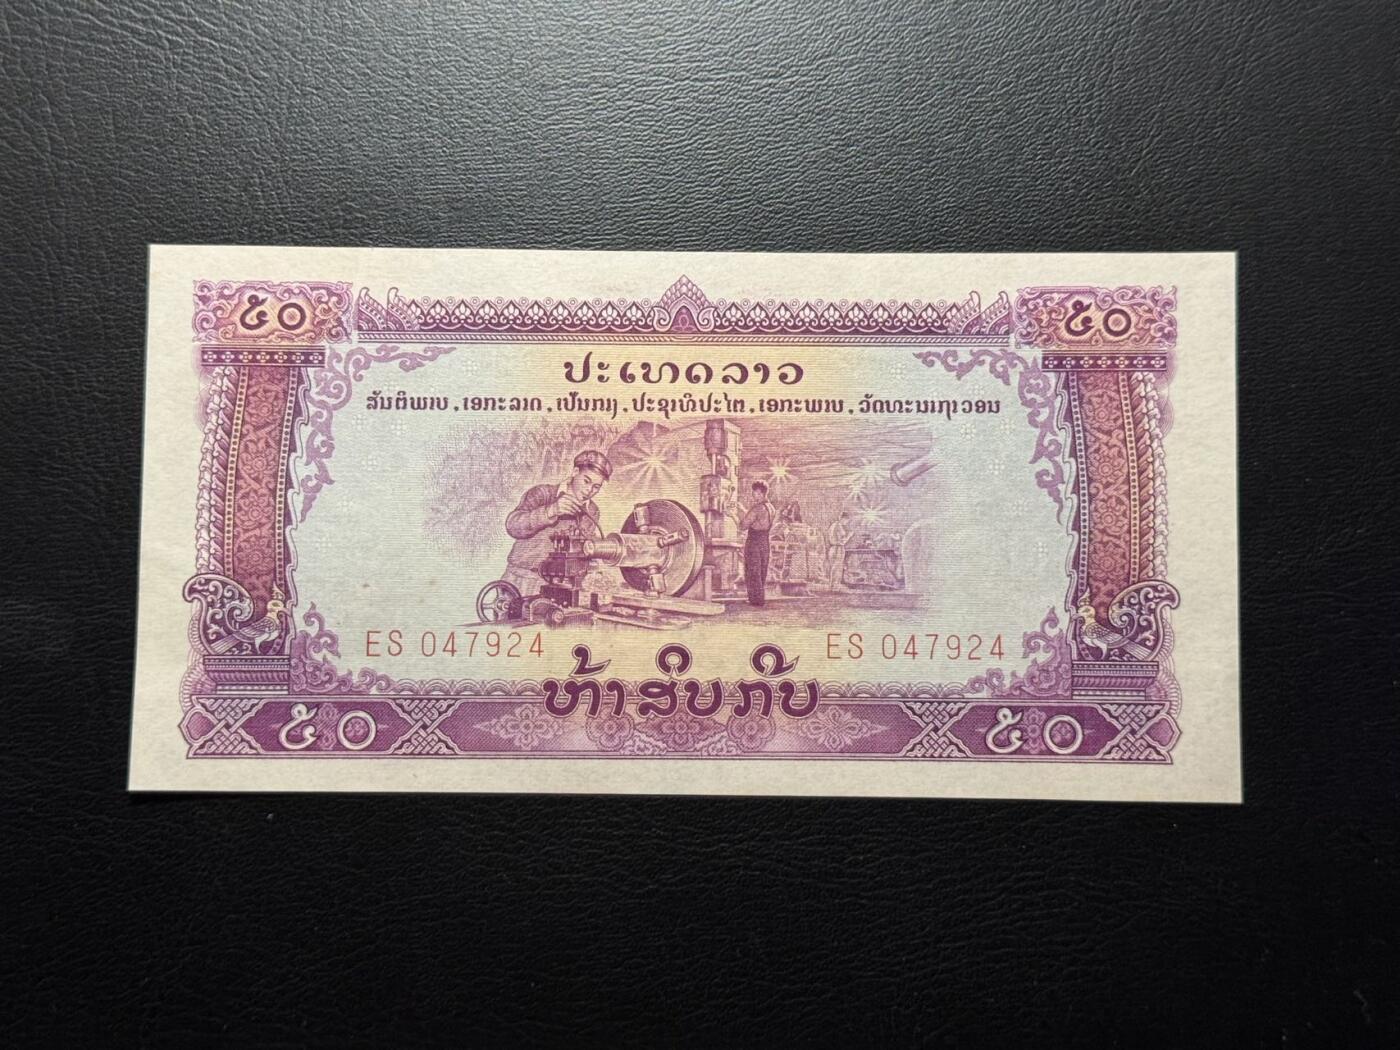 ໕໐ ໕໐
ປະເທດລາວ
ສັນຕິພາບ, ເອກະລາດ, ເປັນກາງ, ປະຊາທິປະໄຕ, ເອກະພາບ, ວັດທະນາຖາວອນ
ES 047924 ES 047924
ຫ້າສິບກີບ
໕໐ ໕໐